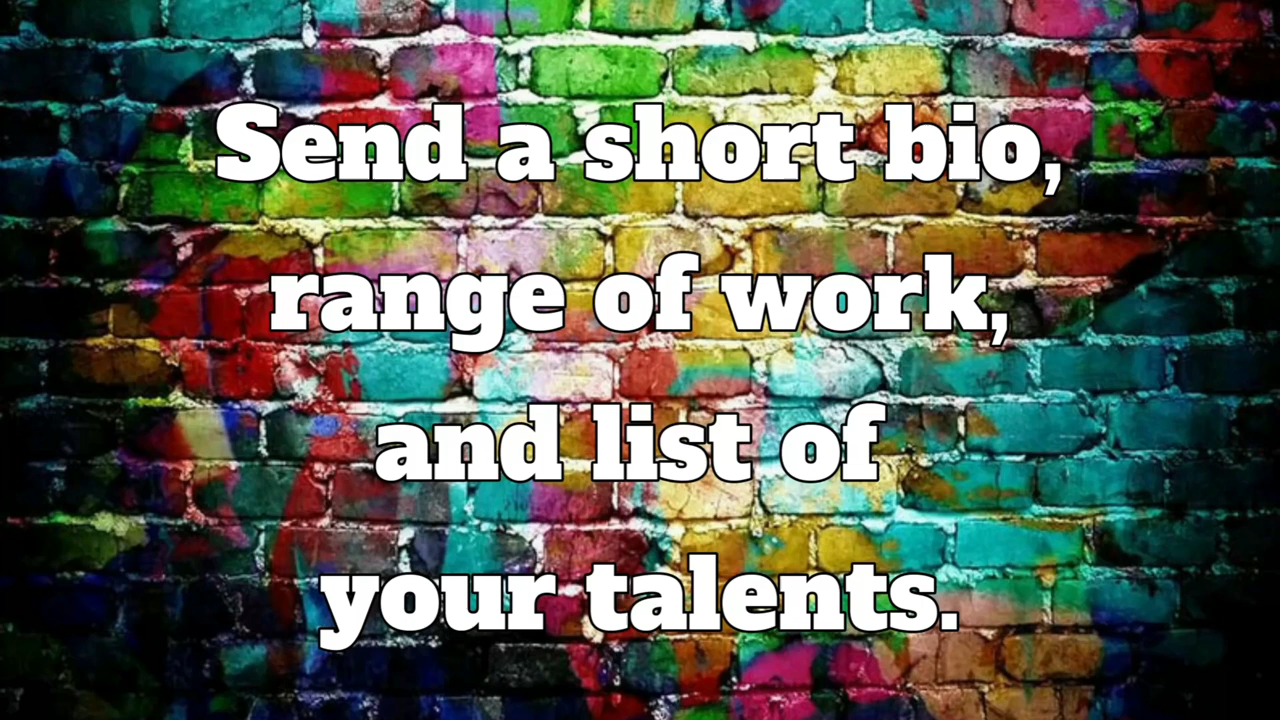 Send a short bio,
range of work,
and list of
your talents.